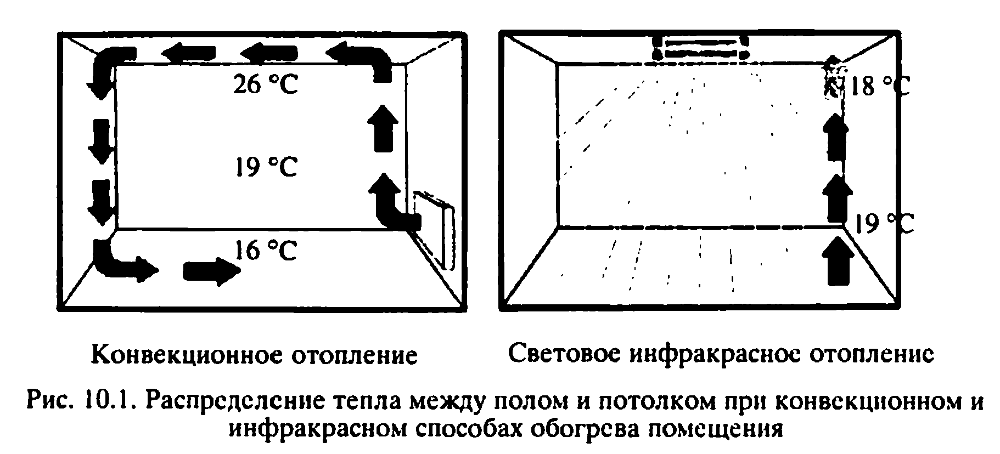 26 °C
19 °C
16 °C
18 °C
19 °C
Конвекционное отопление
Световое инфракрасное отопление
Рис. 10.1. Распределение тепла между полом и потолком при конвекционном и
инфракрасном способах обогрева помещения